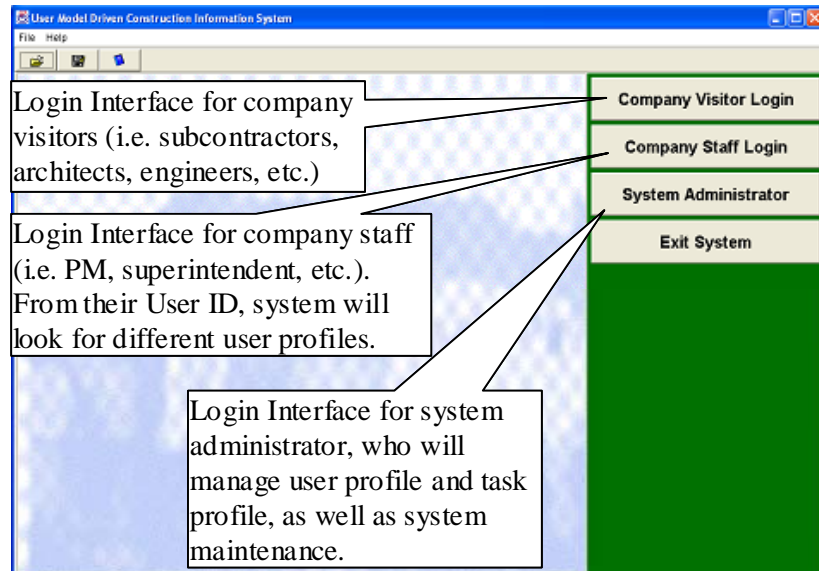 User Model Driven Construction Information System
File Help
Login Interface for company
visitors (i.e. subcontractors,
architects, engineers, etc.)
Company Visitor Login
Company Staff Login
System Administrator
Exit System
Login Interface for company staff
(i.e. PM, superintendent, etc.).
From their User ID, system will
look for different user profiles.
Login Interface for system
administrator, who will
manage user profile and task
profile, as well as system
maintenance.